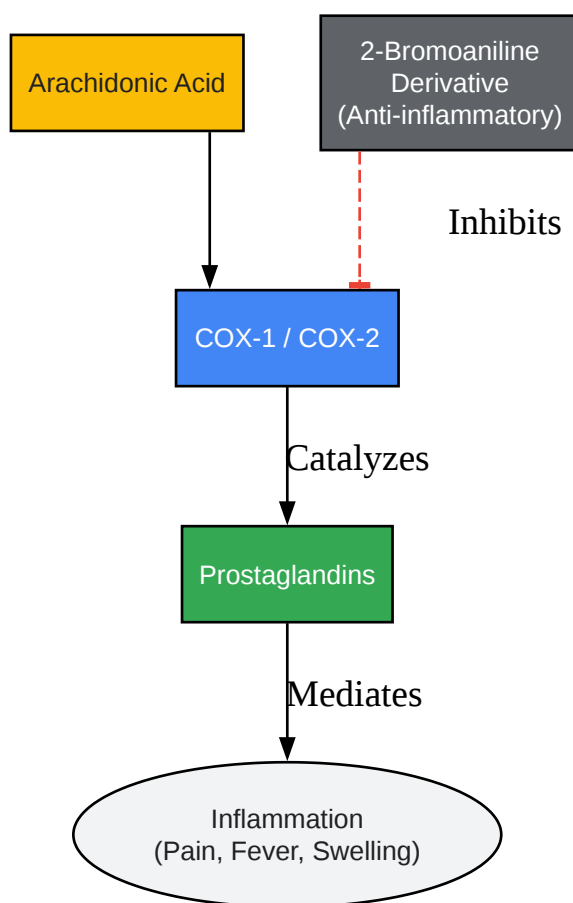 Arachidonic Acid
2-Bromoaniline
Derivative
(Anti-inflammatory)
Inhibits
COX-1 / COX-2
Catalyzes
Prostaglandins
Mediates
Inflammation
(Pain, Fever, Swelling)